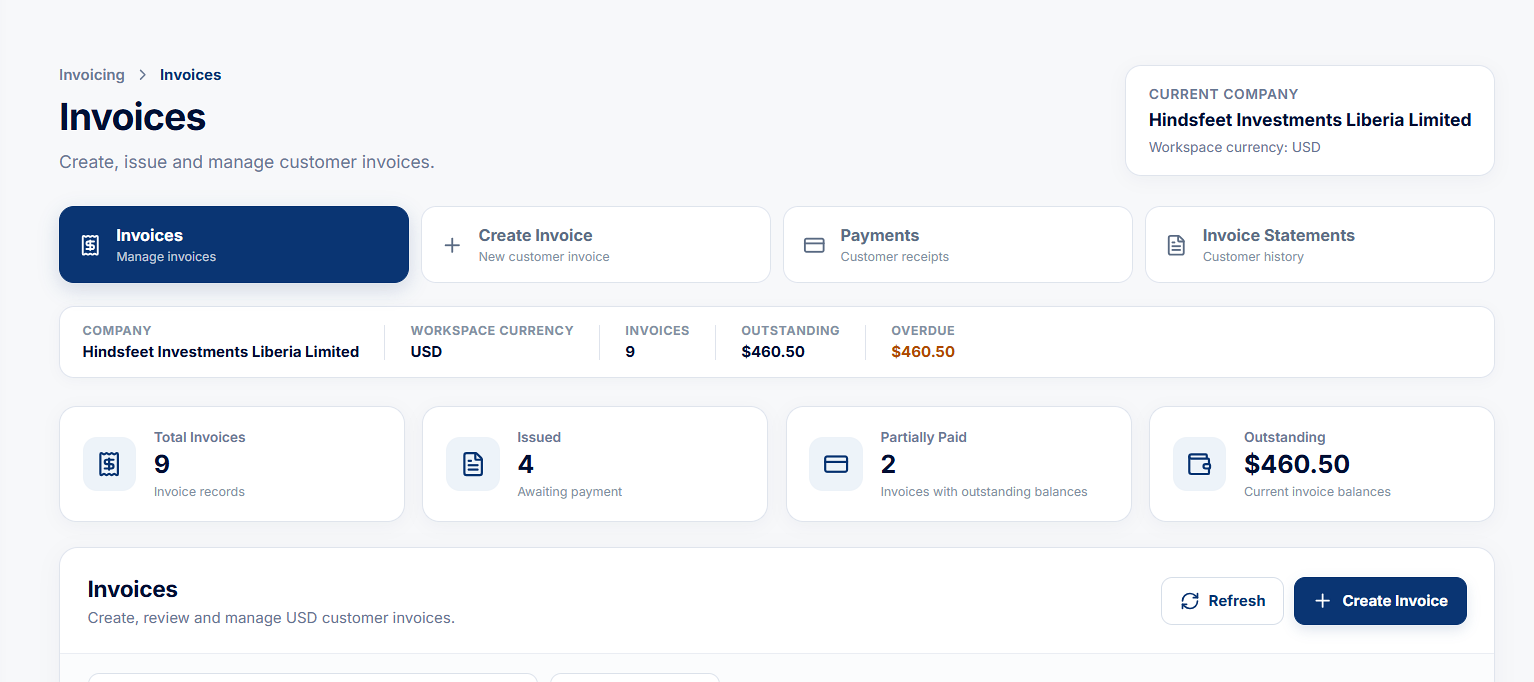 Invoicing > Invoices
Invoices
Create, issue and manage customer invoices.
CURRENT COMPANY
Hindsfeet Investments Liberia Limited
Workspace currency: USD
Invoices
Manage invoices
Create Invoice
New customer invoice
Payments
Customer receipts
Invoice Statements
Customer history
COMPANY
Hindsfeet Investments Liberia Limited
WORKSPACE CURRENCY
USD
INVOICES
9
OUTSTANDING
$460.50
OVERDUE
$460.50
Total Invoices
9
Invoice records
Issued
4
Awaiting payment
Partially Paid
2
Invoices with outstanding balances
Outstanding
$460.50
Current invoice balances
Invoices
Create, review and manage USD customer invoices.
Refresh
Create Invoice